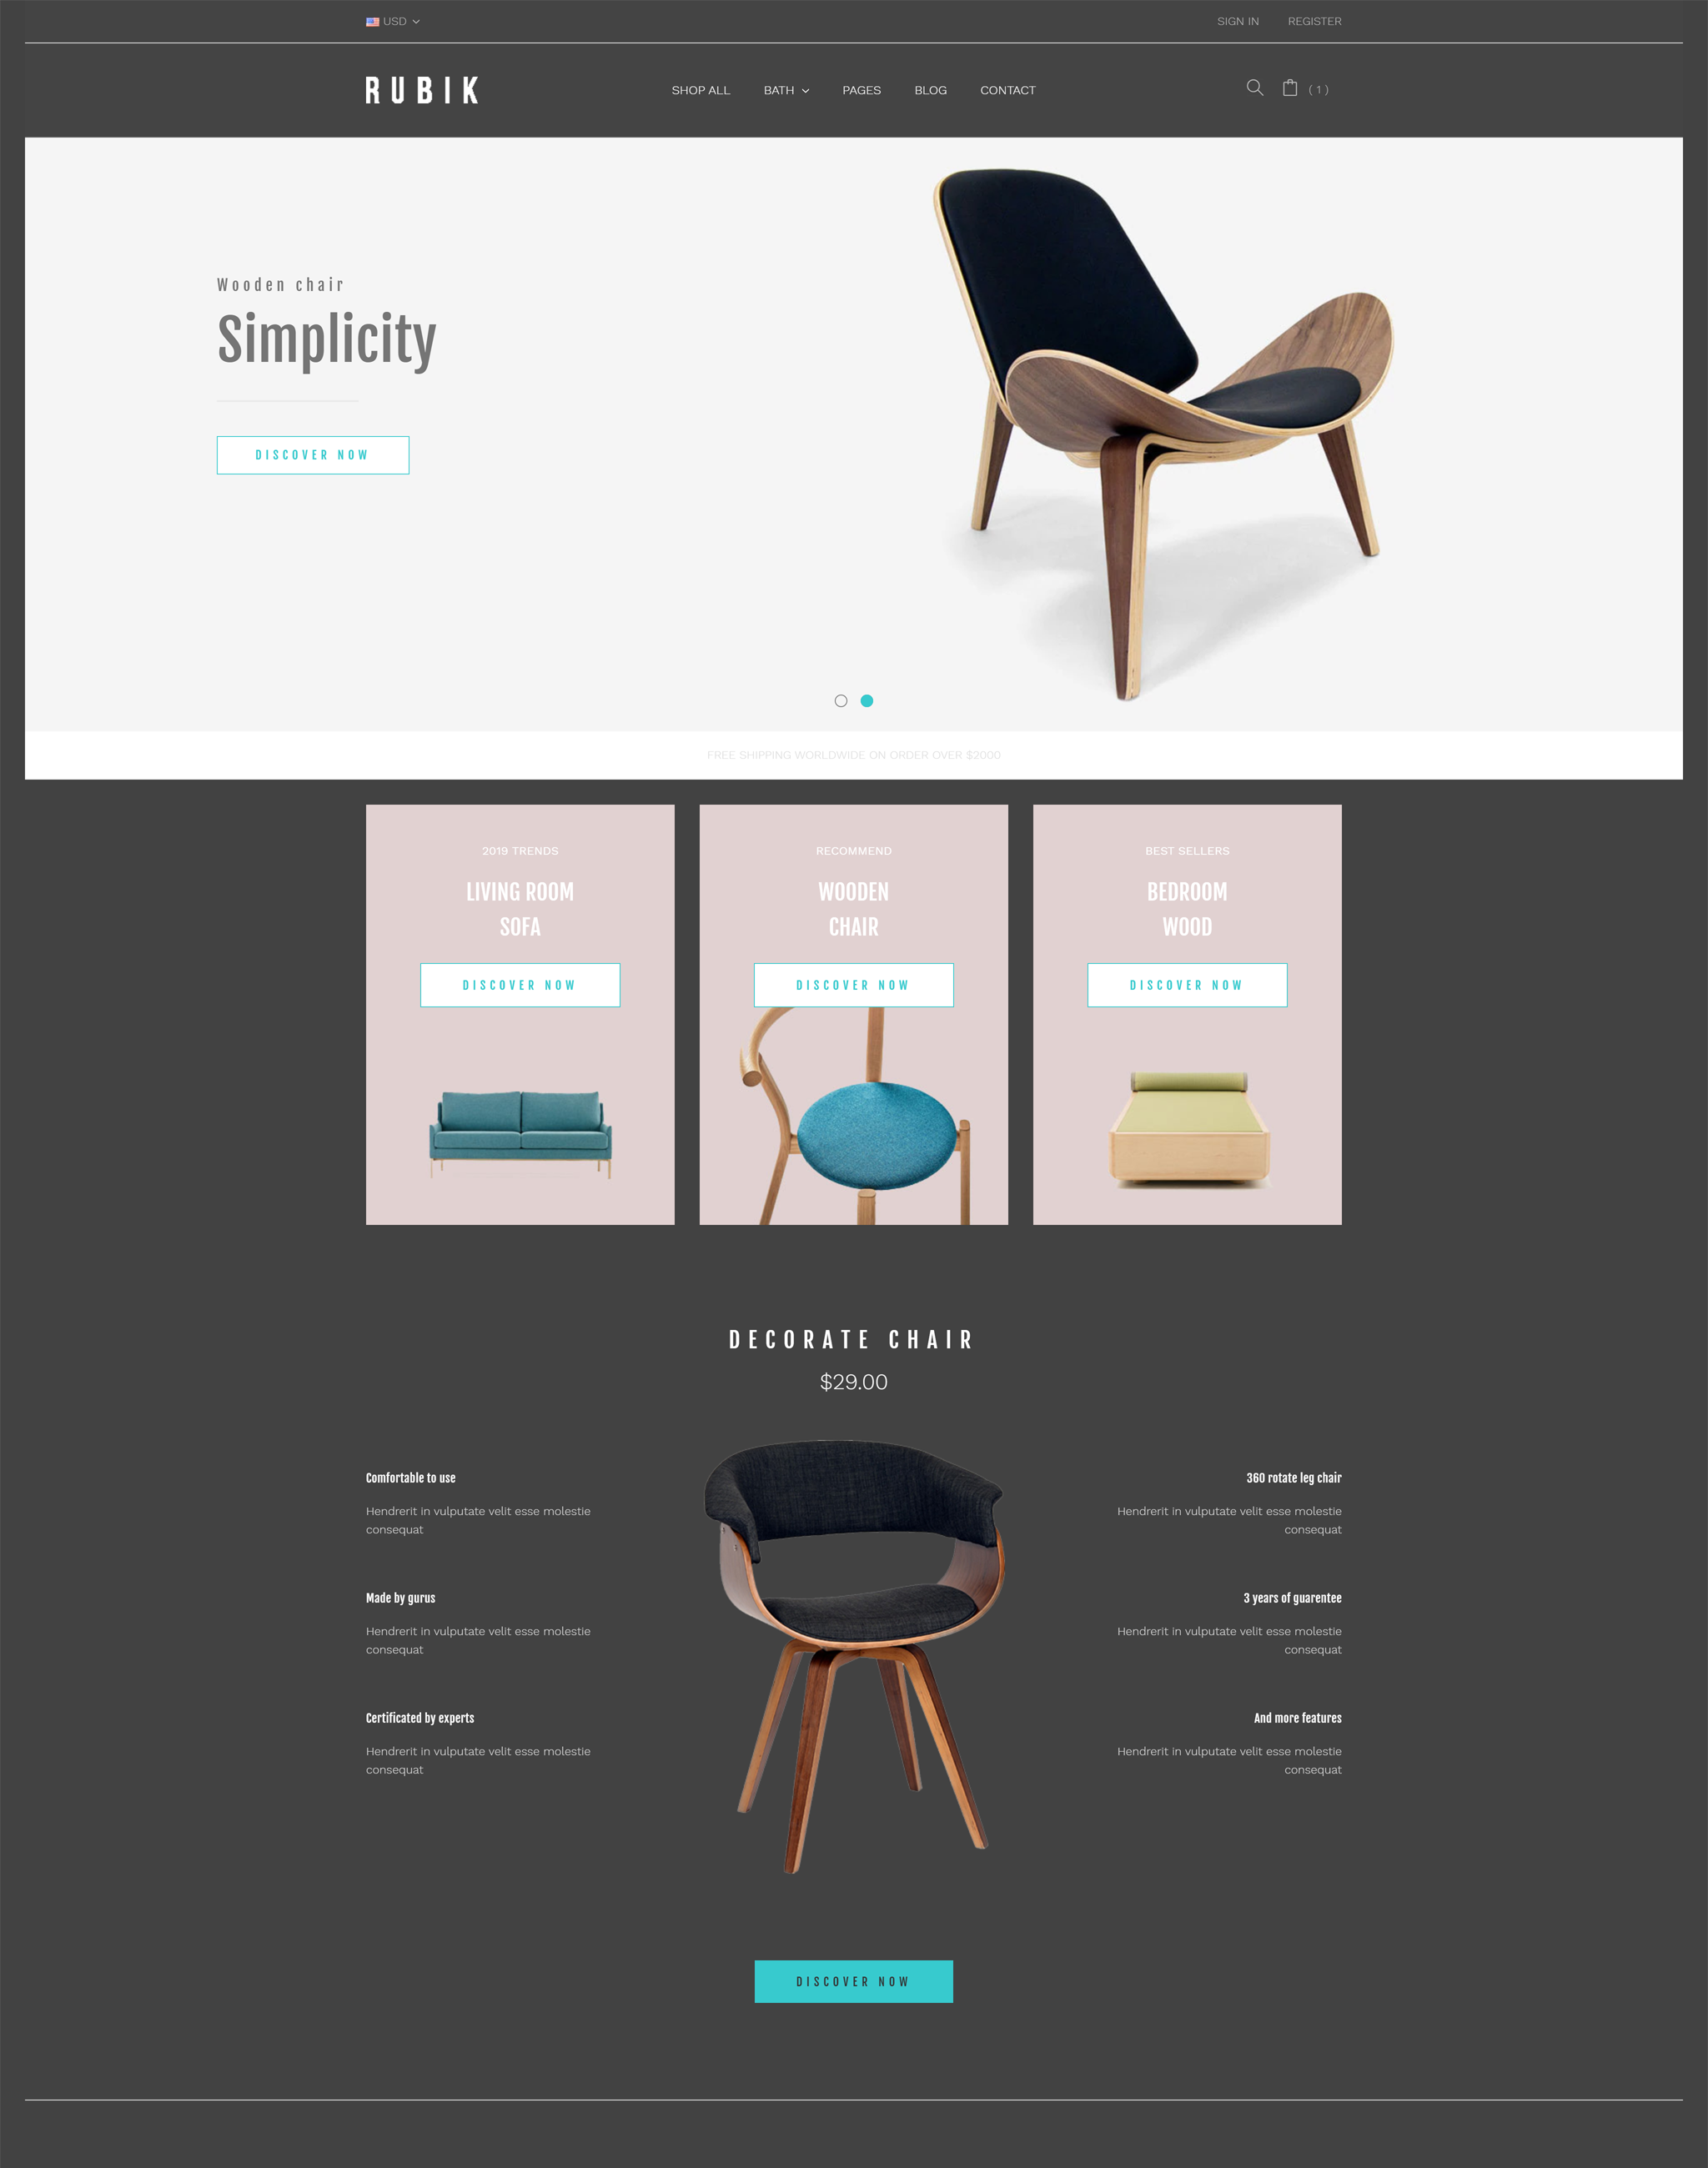 USD
SIGN IN
REGISTER
RUBIK
SHOP ALL
BATH
PAGES
BLOG
CONTACT
( 1 )
Wooden chair
Simplicity
DISCOVER NOW
FREE SHIPPING WORLDWIDE ON ORDER OVER $2000
2019 TRENDS
LIVING ROOM
SOFA
DISCOVER NOW
RECOMMEND
WOODEN
CHAIR
DISCOVER NOW
BEST SELLERS
BEDROOM
WOOD
DISCOVER NOW
DECORATE CHAIR
$29.00
Comfortable to use
Hendrerit in vulputate velit esse molestie
consequat
Made by gurus
Hendrerit in vulputate velit esse molestie
consequat
Certificated by experts
Hendrerit in vulputate velit esse molestie
consequat
360 rotate leg chair
Hendrerit in vulputate velit esse molestie
consequat
3 years of guarentee
Hendrerit in vulputate velit esse molestie
consequat
And more features
Hendrerit in vulputate velit esse molestie
consequat
DISCOVER NOW